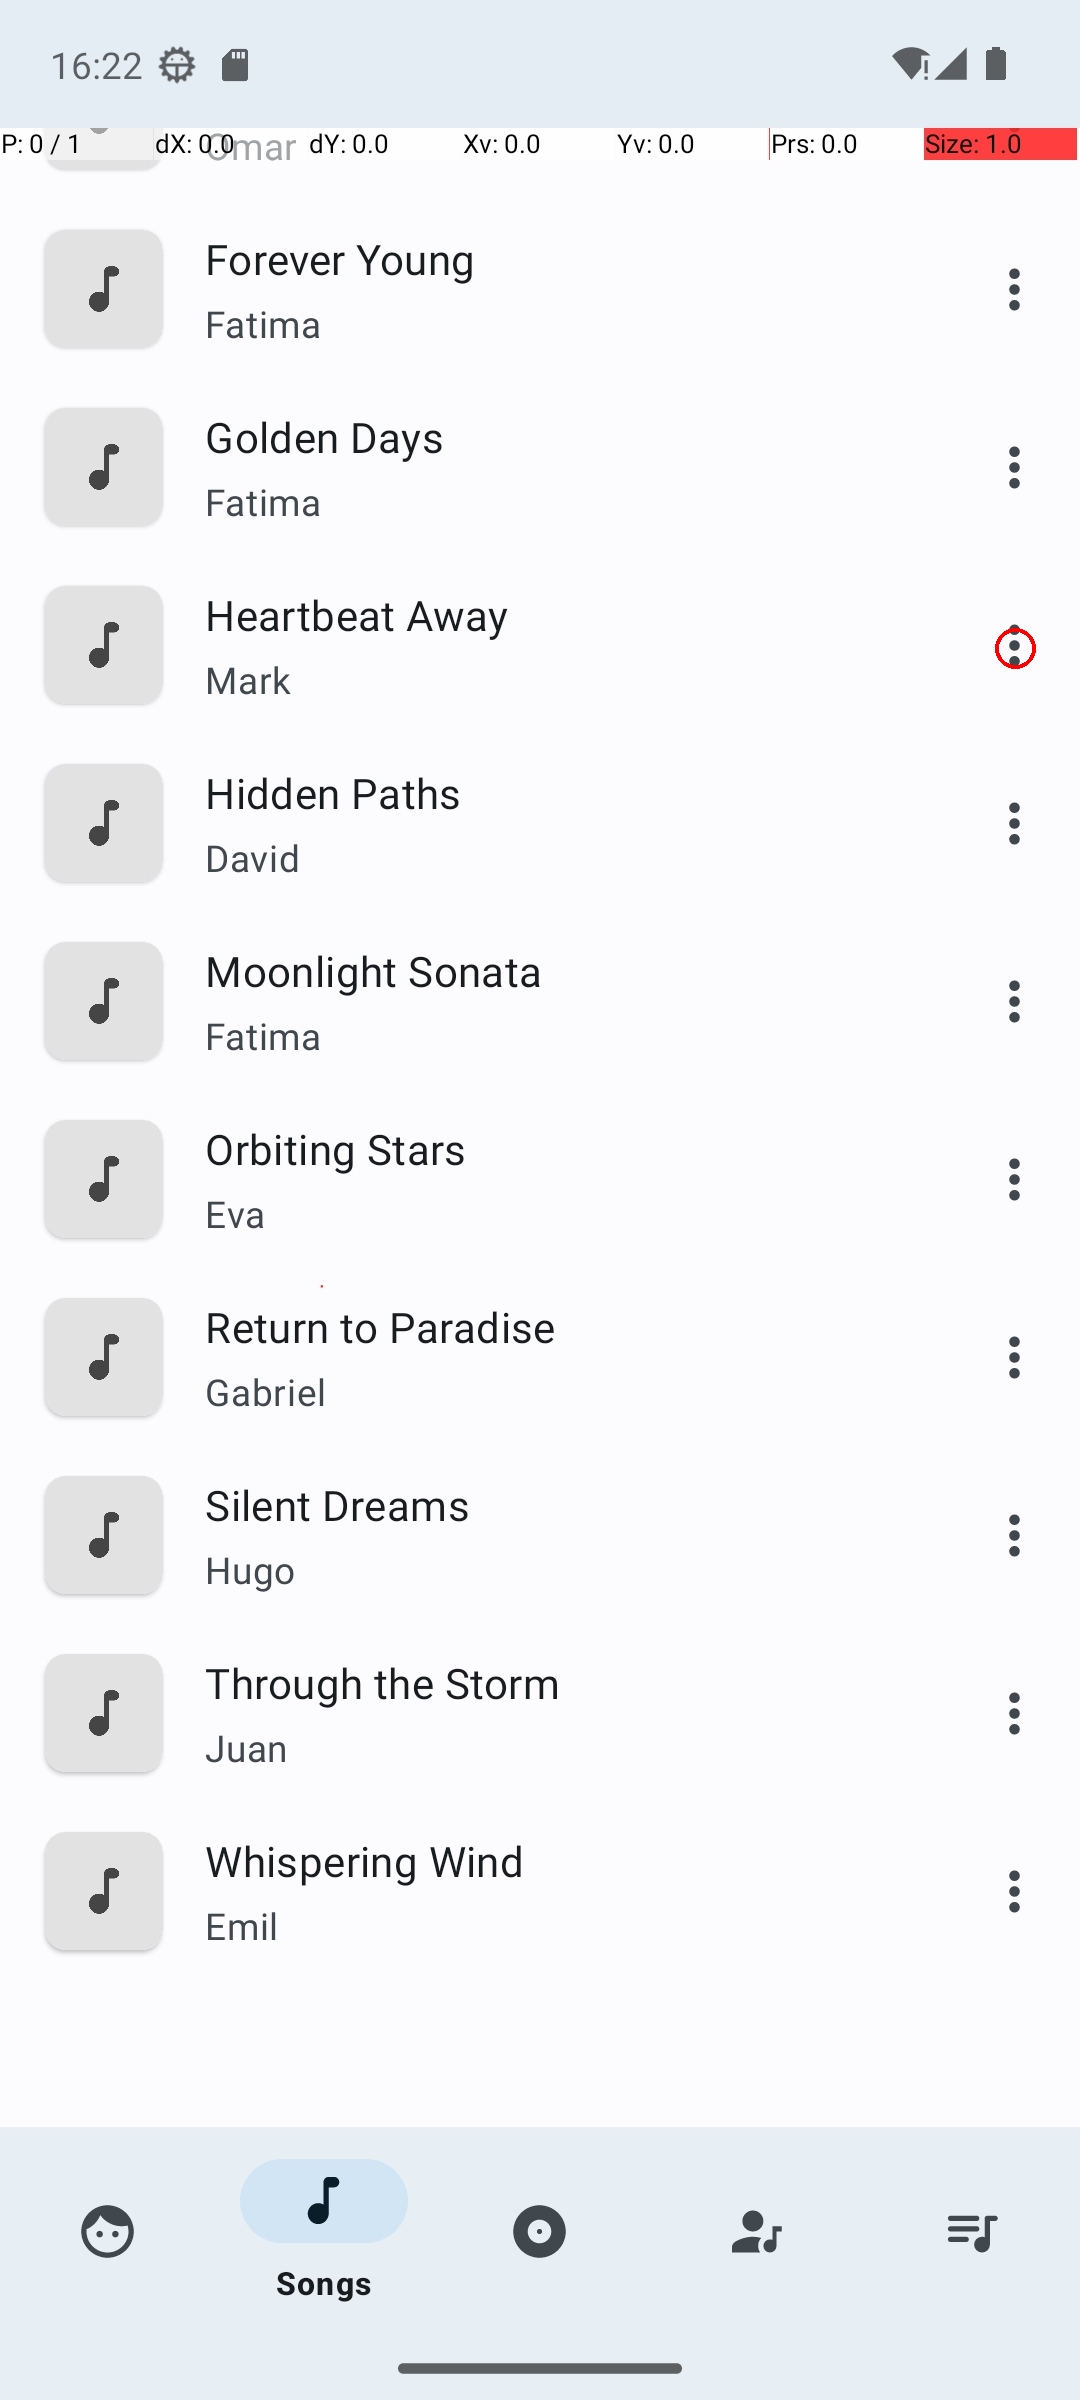 16:22
P: 0 / 1 dX: 0.0 dY: 0.0 Xv: 0.0 Yv: 0.0 Prs: 0.0 Size: 1.0
Omar
Forever Young
Fatima
Golden Days
Fatima
Heartbeat Away
Mark
Hidden Paths
David
Moonlight Sonata
Fatima
Orbiting Stars
Eva
Return to Paradise
Gabriel
Silent Dreams
Hugo
Through the Storm
Juan
Whispering Wind
Emil
Songs